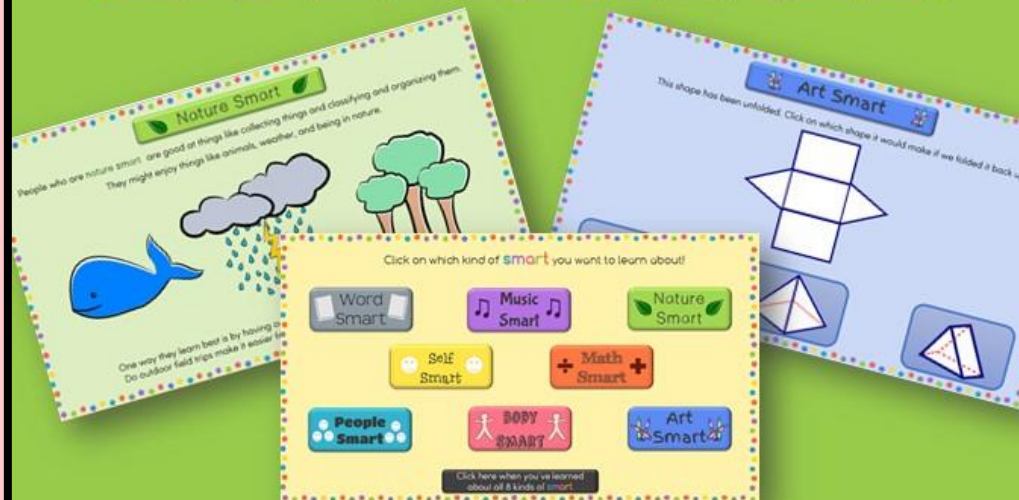 Nature Smart
People who are nature smart are good at things like collecting things and classifying and organizing them.
They might enjoy things like animals, weather, and being in nature.
One way they learn best is by having
Do outdoor field trips make it easier
Art Smart
This shape has been unfolded. Click on which shape it would make if we folded it back
Click on which kind of smart you want to learn about!
Word
Smart
Music
Smart
Nature
Smart
Self
Smart
Math
Smart
People
Smart
BODY
SMART
Art
Smart
Click here when you've learned
about all 8 kinds of smart